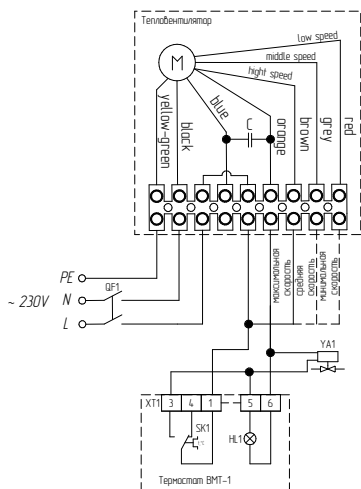 Тепловентилятор
low speed
middle speed
hight speed
M
yellow-green
black
blue
C
orange
brown
grey
red
максимальная
скорость
средняя
скорость
минимальная
скорость
PE
QF1
~ 230V
N
L
YA1
XT1
3
4
1
5
6
SK1
t°C
HL1
Термостат ВМТ-1